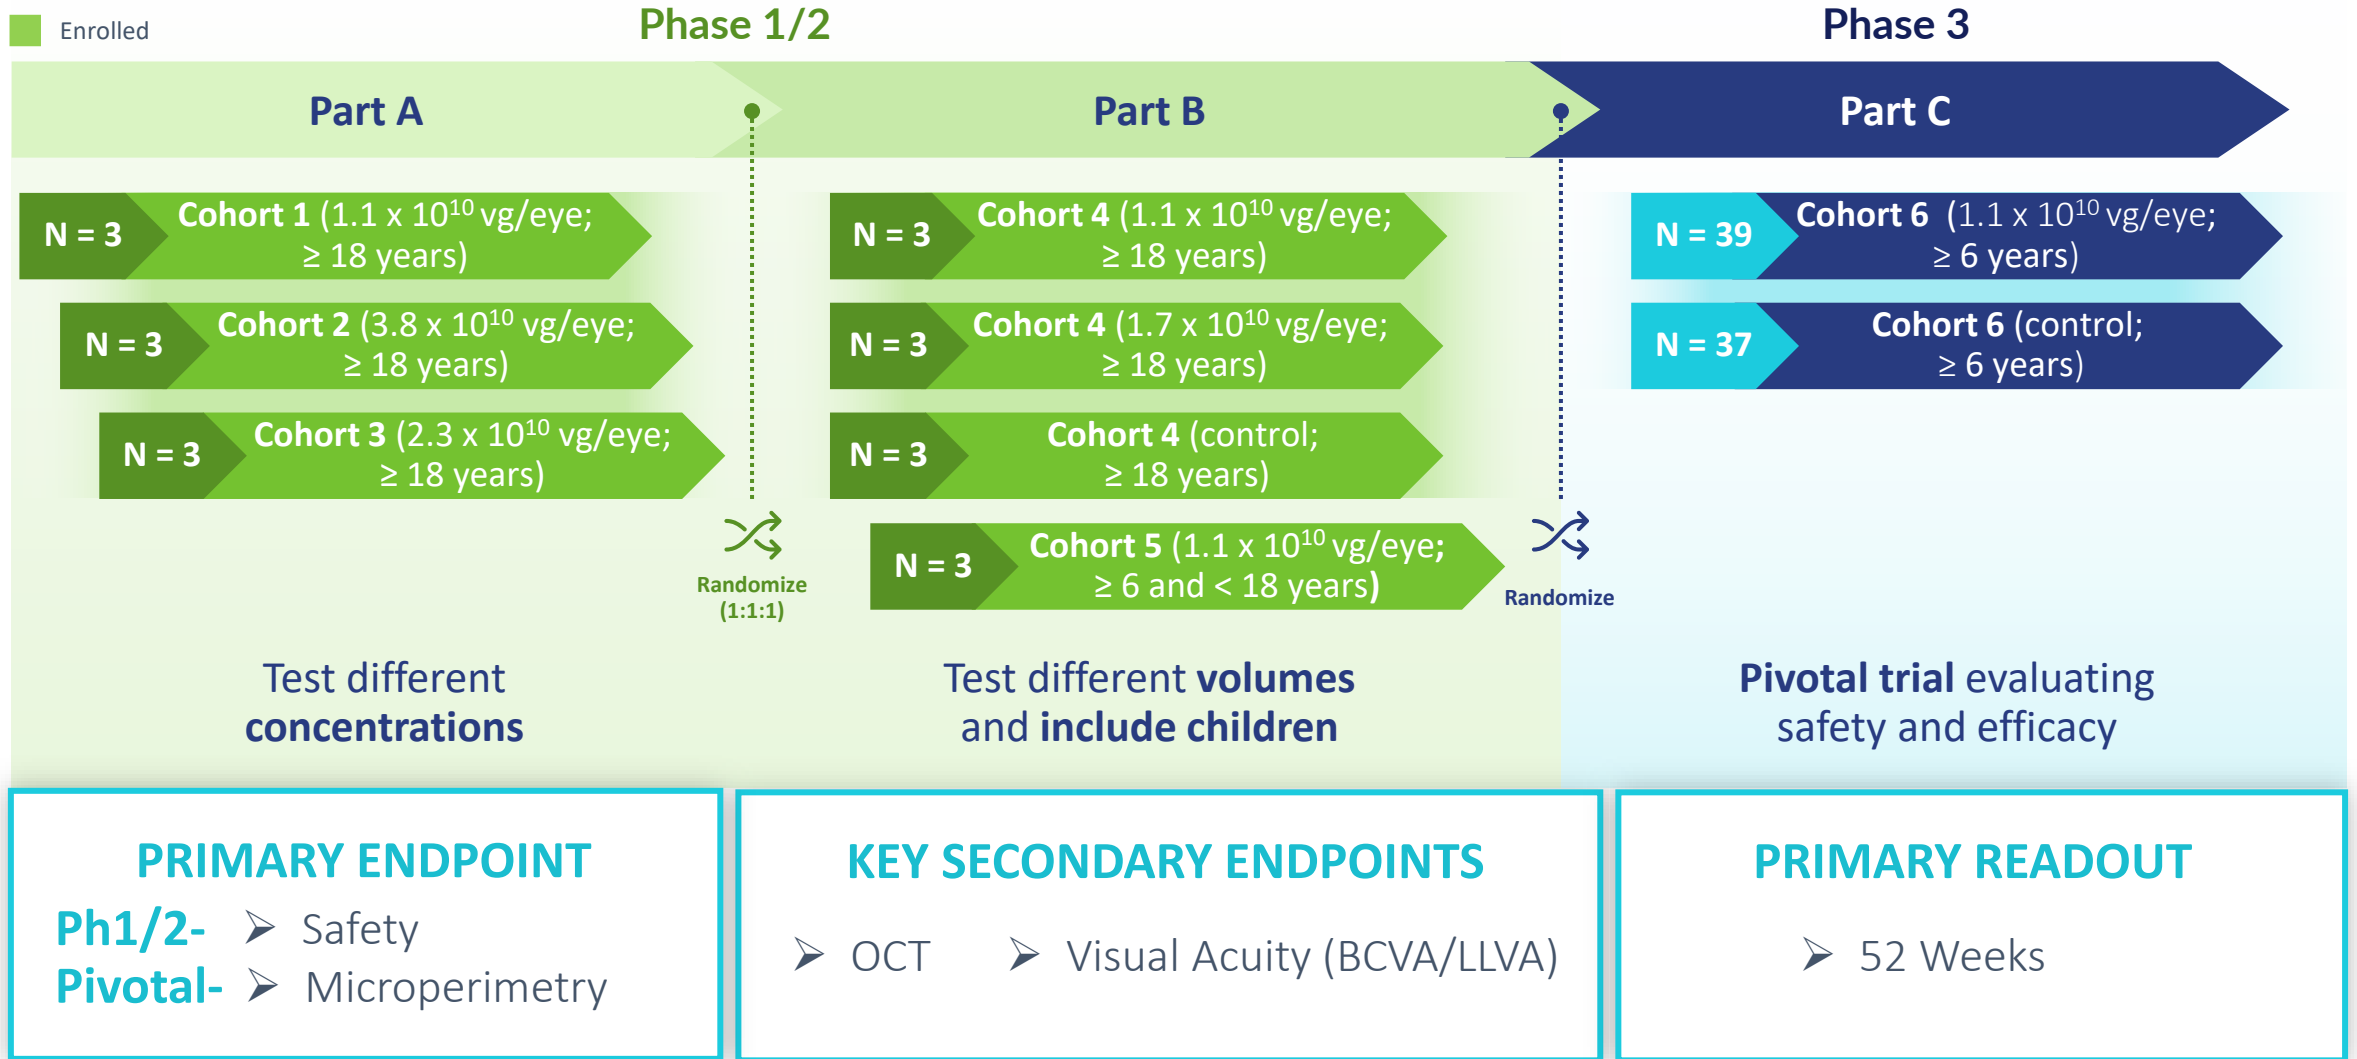 Enrolled
Phase 1/2
Phase 3
Part A
Part B
Part C
N = 3
Cohort 1 (1.1 x 10¹⁰ vg/eye;
≥ 18 years)
N = 3
Cohort 2 (3.8 x 10¹⁰ vg/eye;
≥ 18 years)
N = 3
Cohort 3 (2.3 x 10¹⁰ vg/eye;
≥ 18 years)
Randomize
(1:1:1)
N = 3
Cohort 4 (1.1 x 10¹⁰ vg/eye;
≥ 18 years)
N = 3
Cohort 4 (1.7 x 10¹⁰ vg/eye;
≥ 18 years)
N = 3
Cohort 4 (control;
≥ 18 years)
N = 3
Cohort 5 (1.1 x 10¹⁰ vg/eye;
≥ 6 and < 18 years)
Randomize
N = 39
Cohort 6 (1.1 x 10¹⁰ vg/eye;
≥ 6 years)
N = 37
Cohort 6 (control;
≥ 6 years)
Test different
concentrations
Test different volumes
and include children
Pivotal trial evaluating
safety and efficacy
PRIMARY ENDPOINT
Ph1/2- ➢ Safety
Pivotal- ➢ Microperimetry
KEY SECONDARY ENDPOINTS
➢ OCT ➢ Visual Acuity (BCVA/LLVA)
PRIMARY READOUT
➢ 52 Weeks